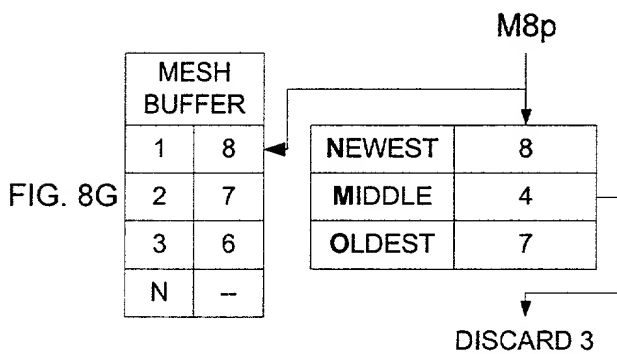 M8p
MESH
BUFFER
1 8
NEWEST 8
FIG. 8G
2 7
MIDDLE 4
3 6
OLDEST 7
N --
DISCARD 3